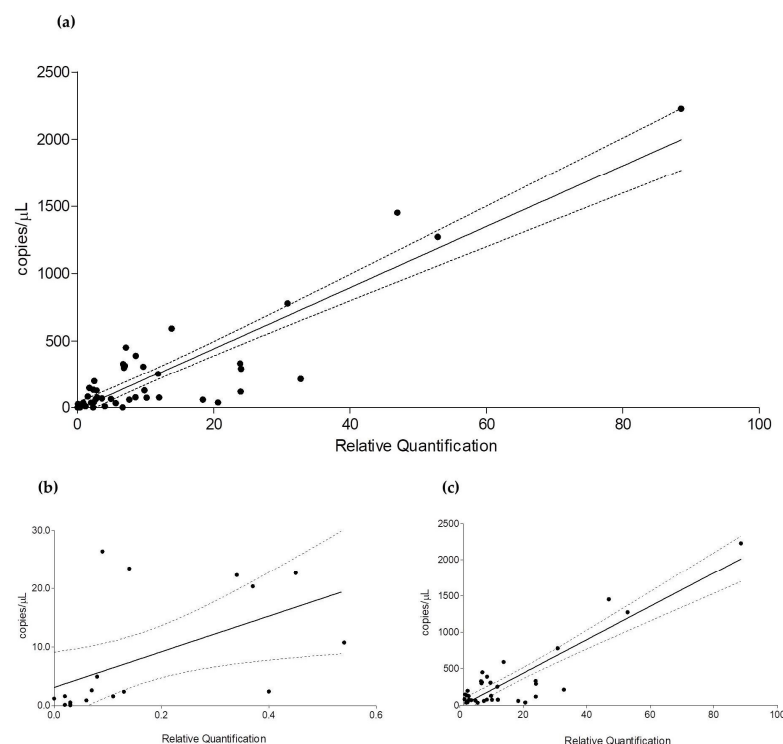 (a)
2500
2000
1500
1000
500
0
copies/μL
0 20 40 60 80 100
Relative Quantification
(b)
30.0
20.0
10.0
0.0
copies/μL
0.0 0.2 0.4 0.6
Relative Quantification
(c)
2500
2000
1500
1000
500
0
copies/μL
0 20 40 60 80 100
Relative Quantification